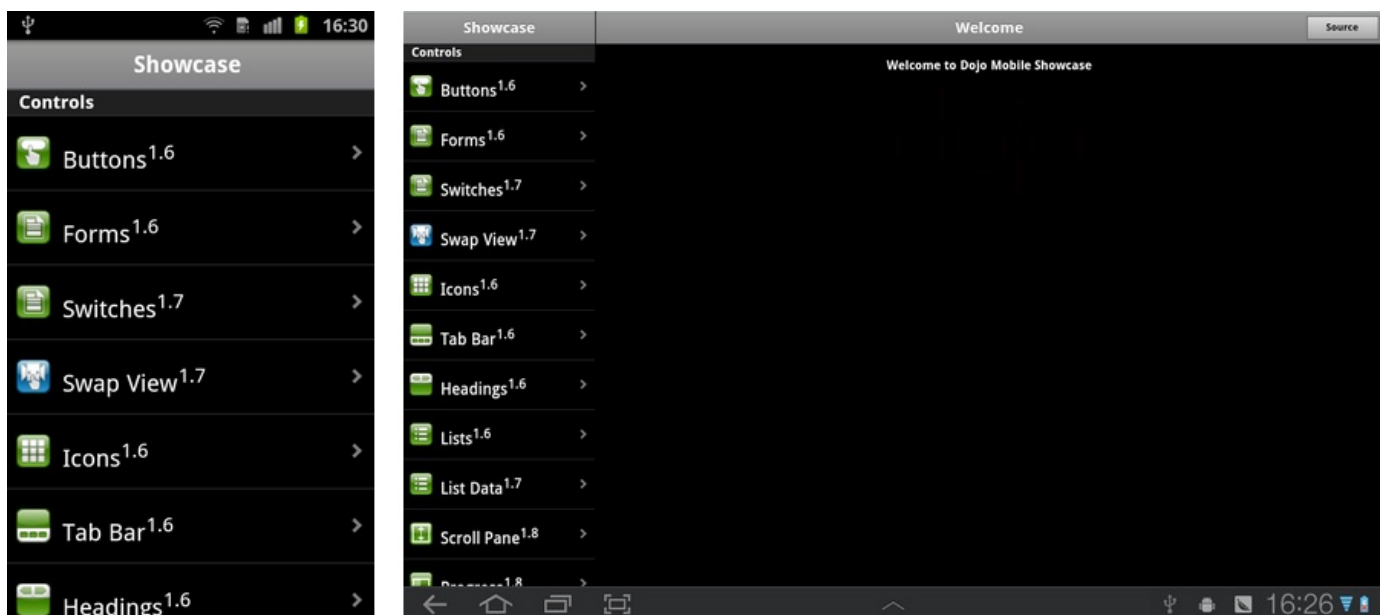 16:30
Showcase
Controls
Buttons1.6
Forms1.6
Switches1.7
Swap View1.7
Icons1.6
Tab Bar1.6
Headings1.6
Showcase
Welcome
Source
Controls
Welcome to Dojo Mobile Showcase
Buttons1.6
Forms1.6
Switches1.7
Swap View1.7
Icons1.6
Tab Bar1.6
Headings1.6
Lists1.6
List Data1.7
Scroll Pane1.8
Progress1.8
16:26